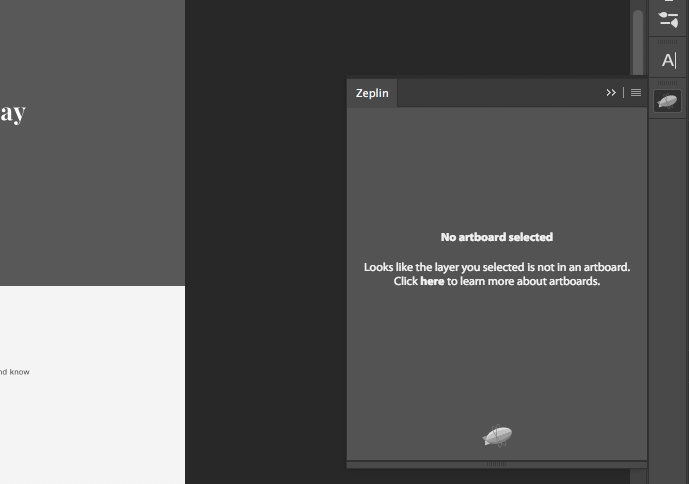 ay
nd know
Zeplin
No artboard selected
Looks like the layer you selected is not in an artboard.
Click here to learn more about artboards.
A